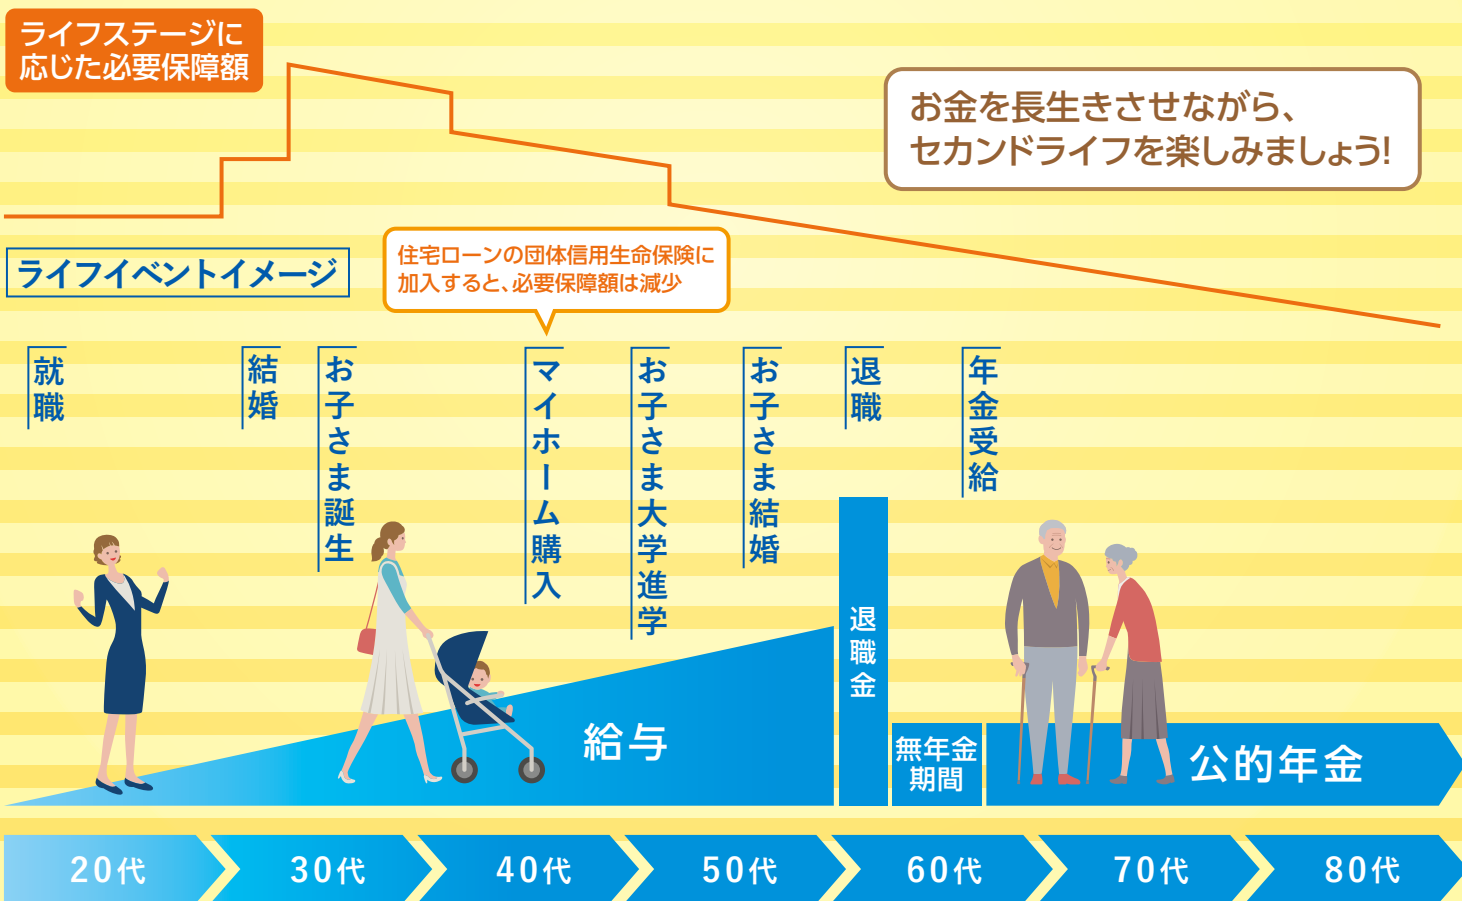 ライフステージに
応じた必要保障額
お金を長生きさせながら、
セカンドライフを楽しみましょう!
住宅ローンの団体信用生命保険に
加入すると、必要保障額は減少
ライフイベントイメージ
就職
結婚
お子さま誕生
マイホーム購入
お子さま大学進学
お子さま結婚
退職
年金受給
給与
退職金
無年金
期間
公的年金
20代
30代
40代
50代
60代
70代
80代